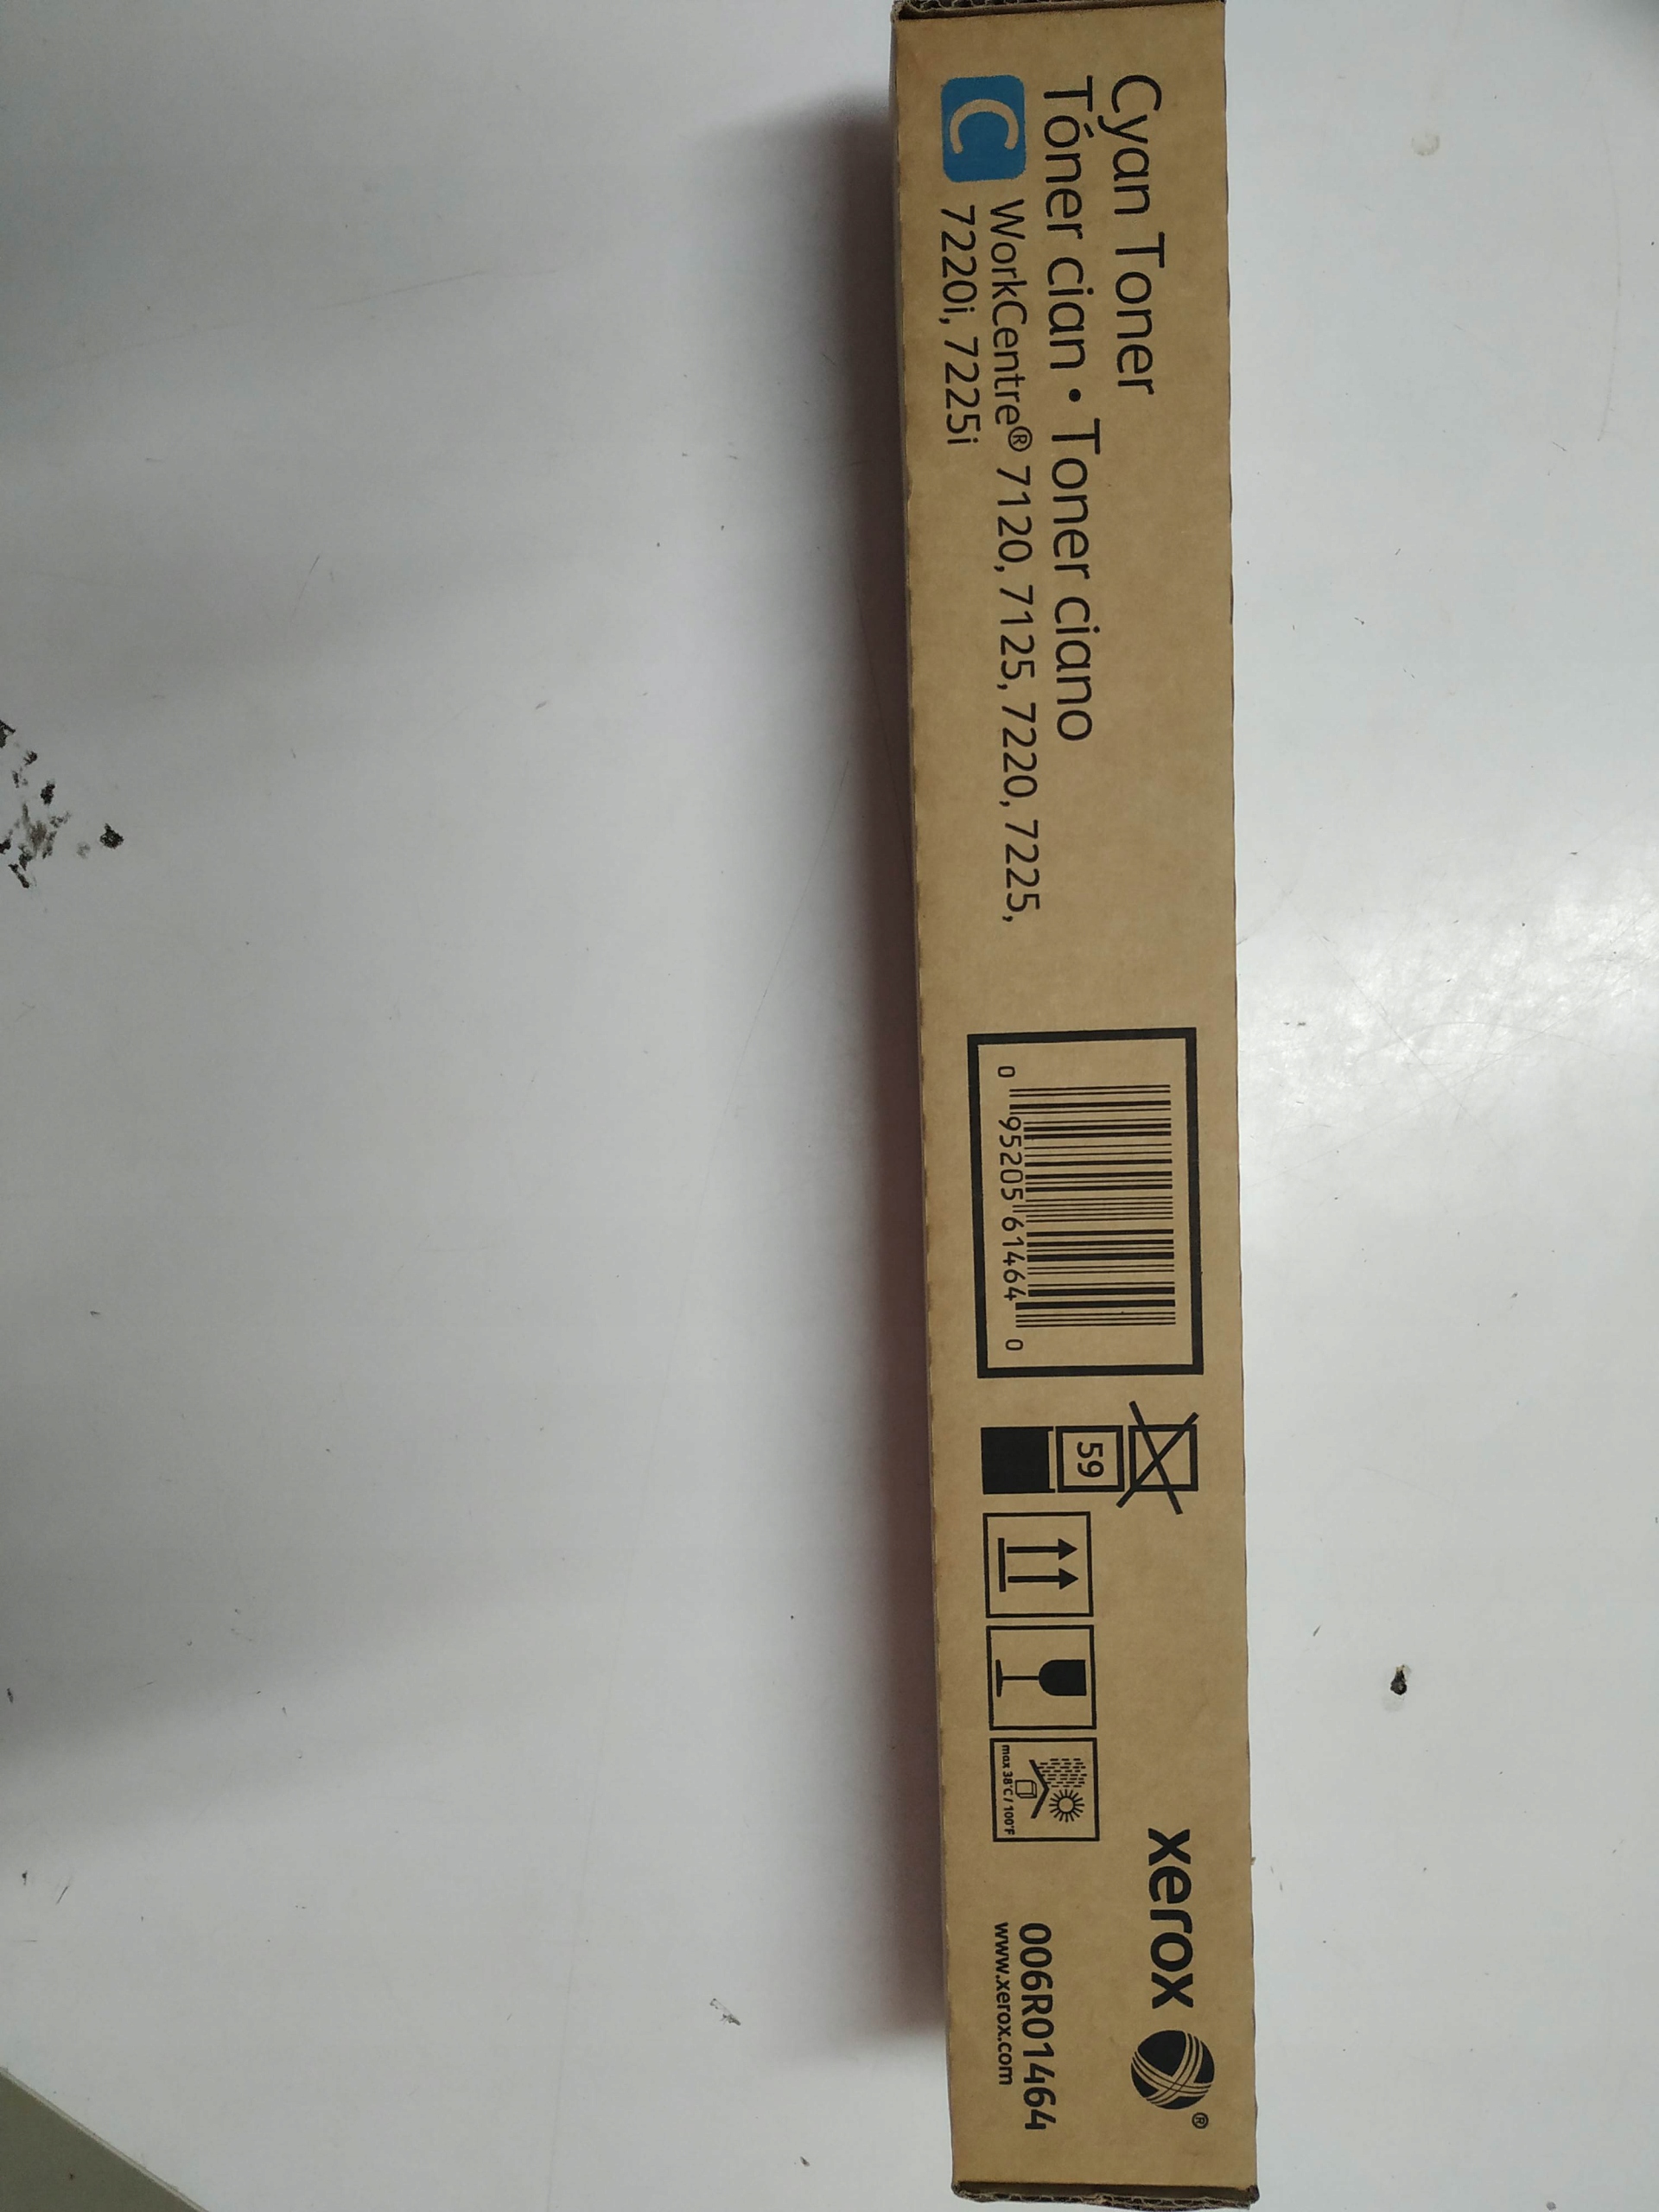 Cyan Toner
Tóner cian • Toner ciano
C
WorkCentre® 7120, 7125, 7220, 7225,
7220i, 7225i
0 95205 61464 0
59
max 38°C / 100°F
xerox ®
006R01464
www.xerox.com